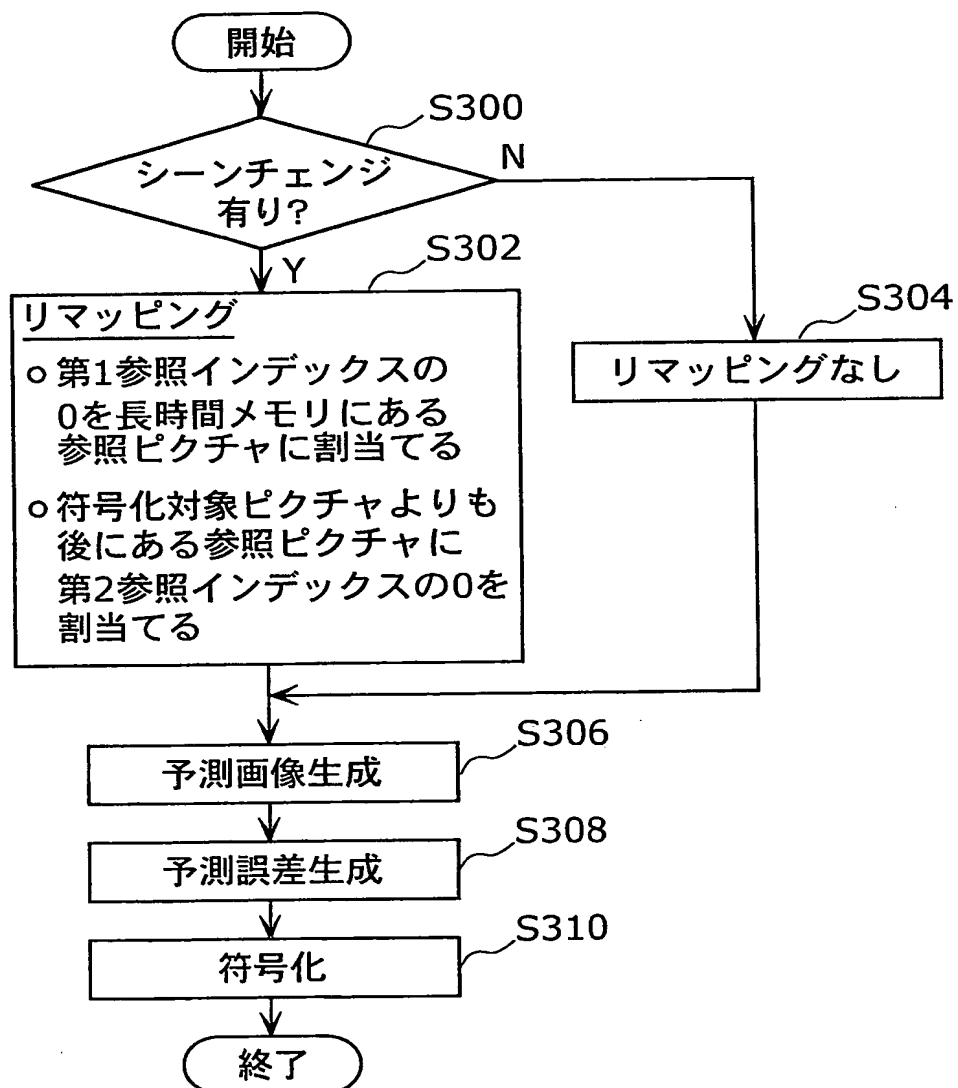 開始
S300
シーンチェンジ
有り?
N
Y
S302
リマッピング
○ 第1参照インデックスの
0を長時間メモリにある
参照ピクチャに割当てる
○ 符号化対象ピクチャよりも
後にある参照ピクチャに
第2参照インデックスの0を
割当てる
S304
リマッピングなし
S306
予測画像生成
S308
予測誤差生成
S310
符号化
終了